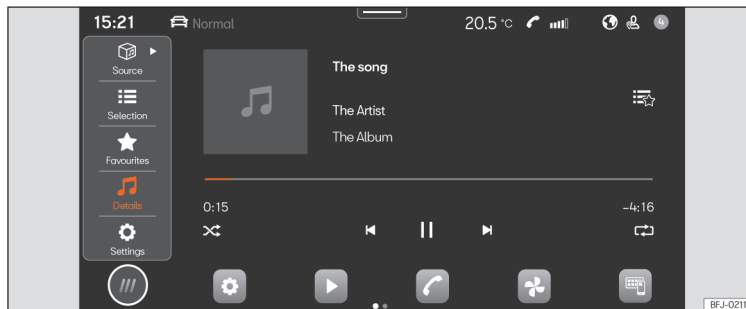 15:21 Normal 20.5 °C 4
Source
The song
Selection
The Artist
The Album
Favourites
Details
0:15 -4:16
Settings
BFJ-0211